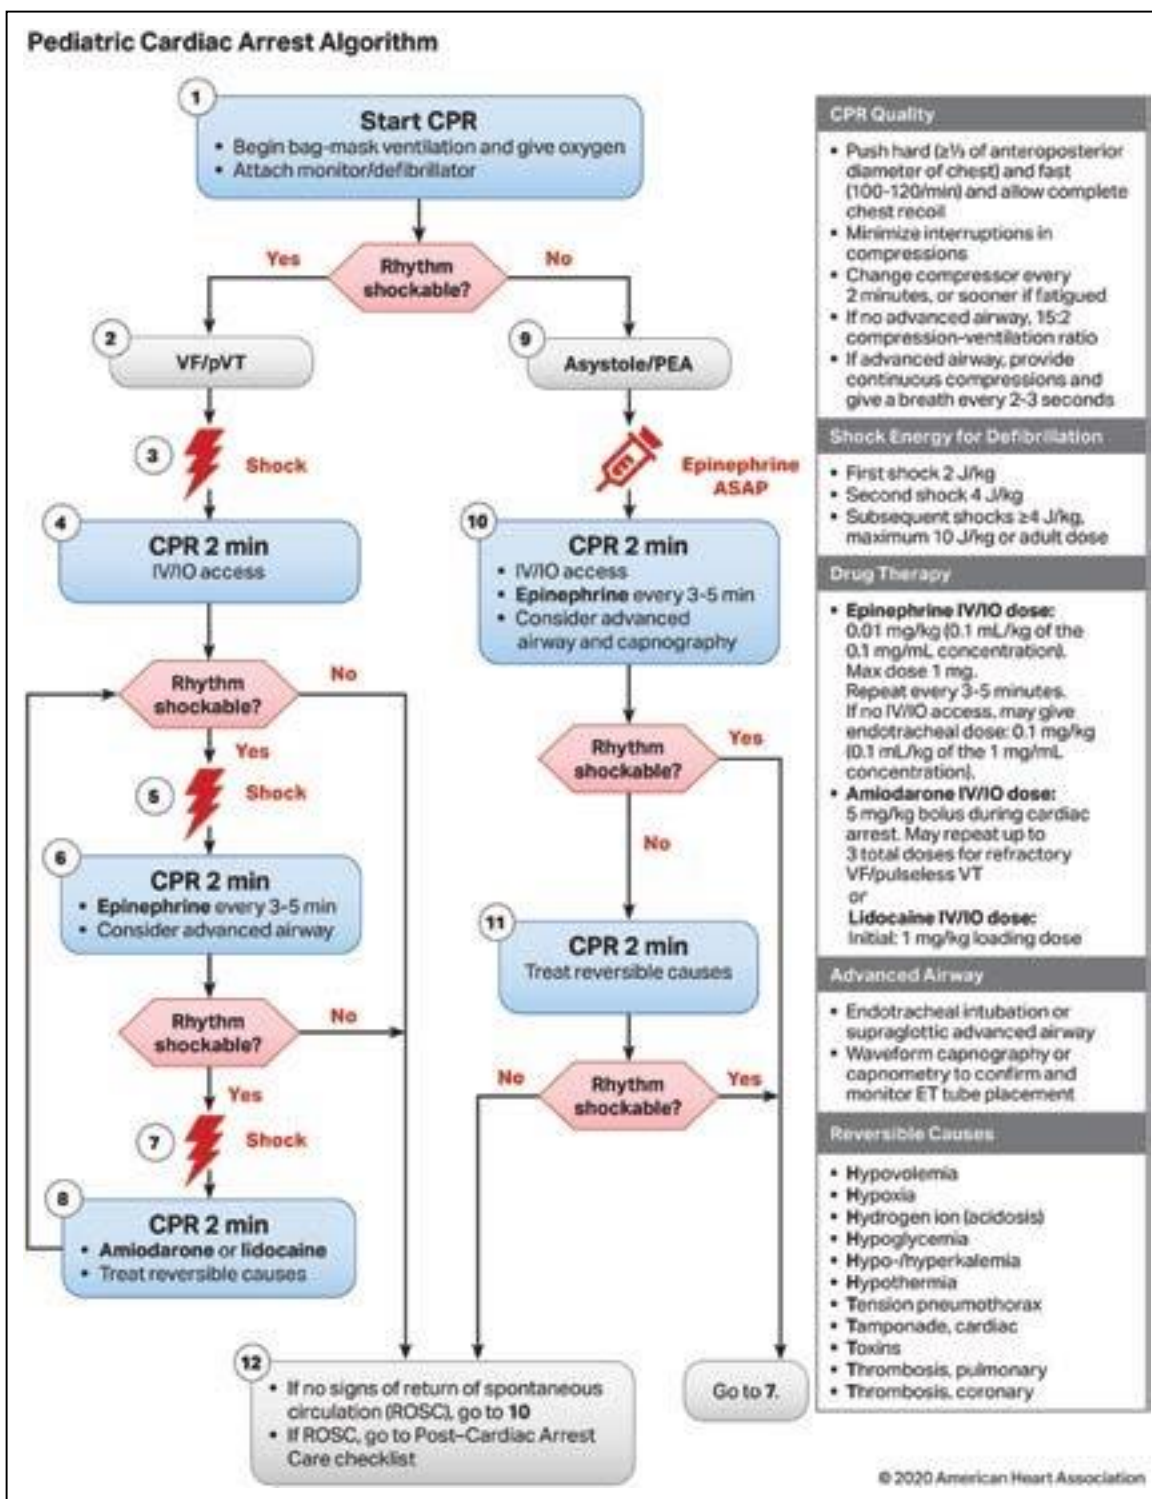 Pediatric Cardiac Arrest Algorithm
1
Start CPR
• Begin bag-mask ventilation and give oxygen
• Attach monitor/defibrillator
Yes
Rhythm
shockable?
No
2
VF/pVT
9
Asystole/PEA
3
Shock
Epinephrine
ASAP
4
CPR 2 min
IV/IO access
10
CPR 2 min
• IV/IO access
• Epinephrine every 3-5 min
• Consider advanced
airway and capnography
Rhythm
shockable?
No
Yes
5
Shock
Rhythm
shockable?
Yes
No
6
CPR 2 min
• Epinephrine every 3-5 min
• Consider advanced airway
11
CPR 2 min
Treat reversible causes
Rhythm
shockable?
No
Yes
7
Shock
No
Rhythm
shockable?
Yes
8
CPR 2 min
• Amiodarone or lidocaine
• Treat reversible causes
12
• If no signs of return of spontaneous
circulation (ROSC), go to 10
• If ROSC, go to Post–Cardiac Arrest
Care checklist
Go to 7.
CPR Quality
• Push hard (≥⅓ of anteroposterior
diameter of chest) and fast
(100-120/min) and allow complete
chest recoil
• Minimize interruptions in
compressions
• Change compressor every
2 minutes, or sooner if fatigued
• If no advanced airway, 15:2
compression-ventilation ratio
• If advanced airway, provide
continuous compressions and
give a breath every 2-3 seconds
Shock Energy for Defibrillation
• First shock 2 J/kg
• Second shock 4 J/kg
• Subsequent shocks ≥4 J/kg,
maximum 10 J/kg or adult dose
Drug Therapy
• Epinephrine IV/IO dose:
0.01 mg/kg (0.1 mL/kg of the
0.1 mg/mL concentration).
Max dose 1 mg.
Repeat every 3-5 minutes.
If no IV/IO access, may give
endotracheal dose: 0.1 mg/kg
(0.1 mL/kg of the 1 mg/mL
concentration).
• Amiodarone IV/IO dose:
5 mg/kg bolus during cardiac
arrest. May repeat up to
3 total doses for refractory
VF/pulseless VT
or
Lidocaine IV/IO dose:
Initial: 1 mg/kg loading dose
Advanced Airway
• Endotracheal intubation or
supraglottic advanced airway
• Waveform capnography or
capnometry to confirm and
monitor ET tube placement
Reversible Causes
• Hypovolemia
• Hypoxia
• Hydrogen ion (acidosis)
• Hypoglycemia
• Hypo-/hyperkalemia
• Hypothermia
• Tension pneumothorax
• Tamponade, cardiac
• Toxins
• Thrombosis, pulmonary
• Thrombosis, coronary
© 2020 American Heart Association